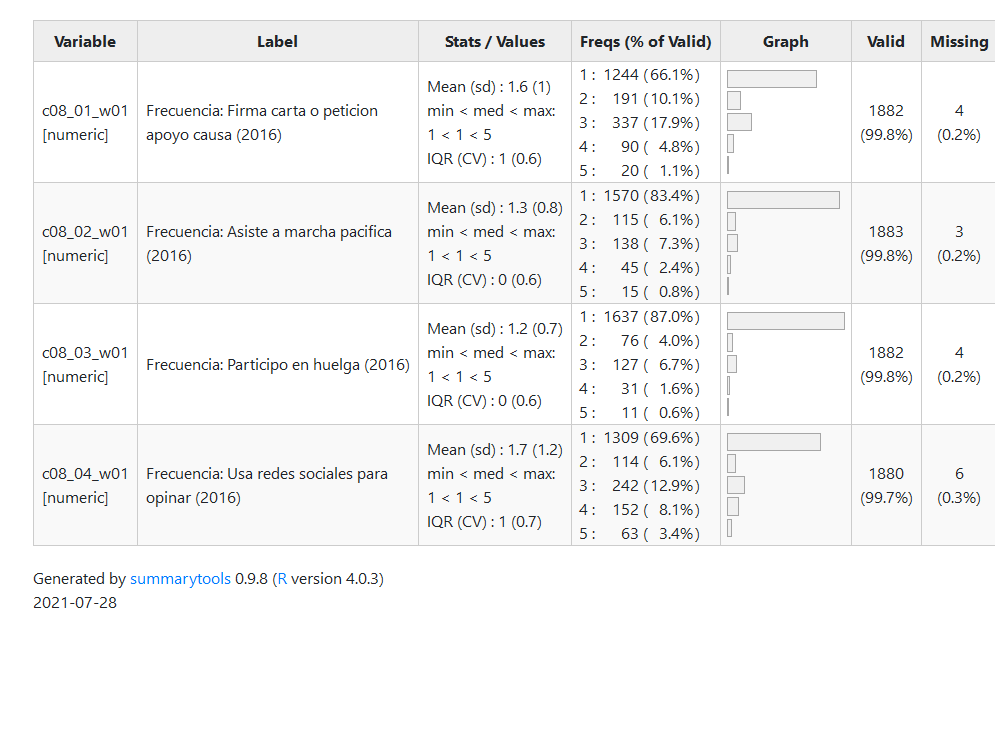 Variable Label Stats / Values Freqs (% of Valid) Graph Valid Missing
c08_01_w01
[numeric]
Frecuencia: Firma carta o peticion
apoyo causa (2016)
Mean (sd) : 1.6 (1)
min < med < max:
1 < 1 < 5
IQR (CV) : 1 (0.6)
1 : 1244 (66.1%)
2 : 191 (10.1%)
3 : 337 (17.9%)
4 : 90 ( 4.8%)
5 : 20 ( 1.1%)
1882
(99.8%)
4
(0.2%)
c08_02_w01
[numeric]
Frecuencia: Asiste a marcha pacifica
(2016)
Mean (sd) : 1.3 (0.8)
min < med < max:
1 < 1 < 5
IQR (CV) : 0 (0.6)
1 : 1570 (83.4%)
2 : 115 ( 6.1%)
3 : 138 ( 7.3%)
4 : 45 ( 2.4%)
5 : 15 ( 0.8%)
1883
(99.8%)
3
(0.2%)
c08_03_w01
[numeric]
Frecuencia: Participo en huelga (2016)
Mean (sd) : 1.2 (0.7)
min < med < max:
1 < 1 < 5
IQR (CV) : 0 (0.6)
1 : 1637 (87.0%)
2 : 76 ( 4.0%)
3 : 127 ( 6.7%)
4 : 31 ( 1.6%)
5 : 11 ( 0.6%)
1882
(99.8%)
4
(0.2%)
c08_04_w01
[numeric]
Frecuencia: Usa redes sociales para
opinar (2016)
Mean (sd) : 1.7 (1.2)
min < med < max:
1 < 1 < 5
IQR (CV) : 1 (0.7)
1 : 1309 (69.6%)
2 : 114 ( 6.1%)
3 : 242 (12.9%)
4 : 152 ( 8.1%)
5 : 63 ( 3.4%)
1880
(99.7%)
6
(0.3%)
Generated by summarytools 0.9.8 (R version 4.0.3)
2021-07-28